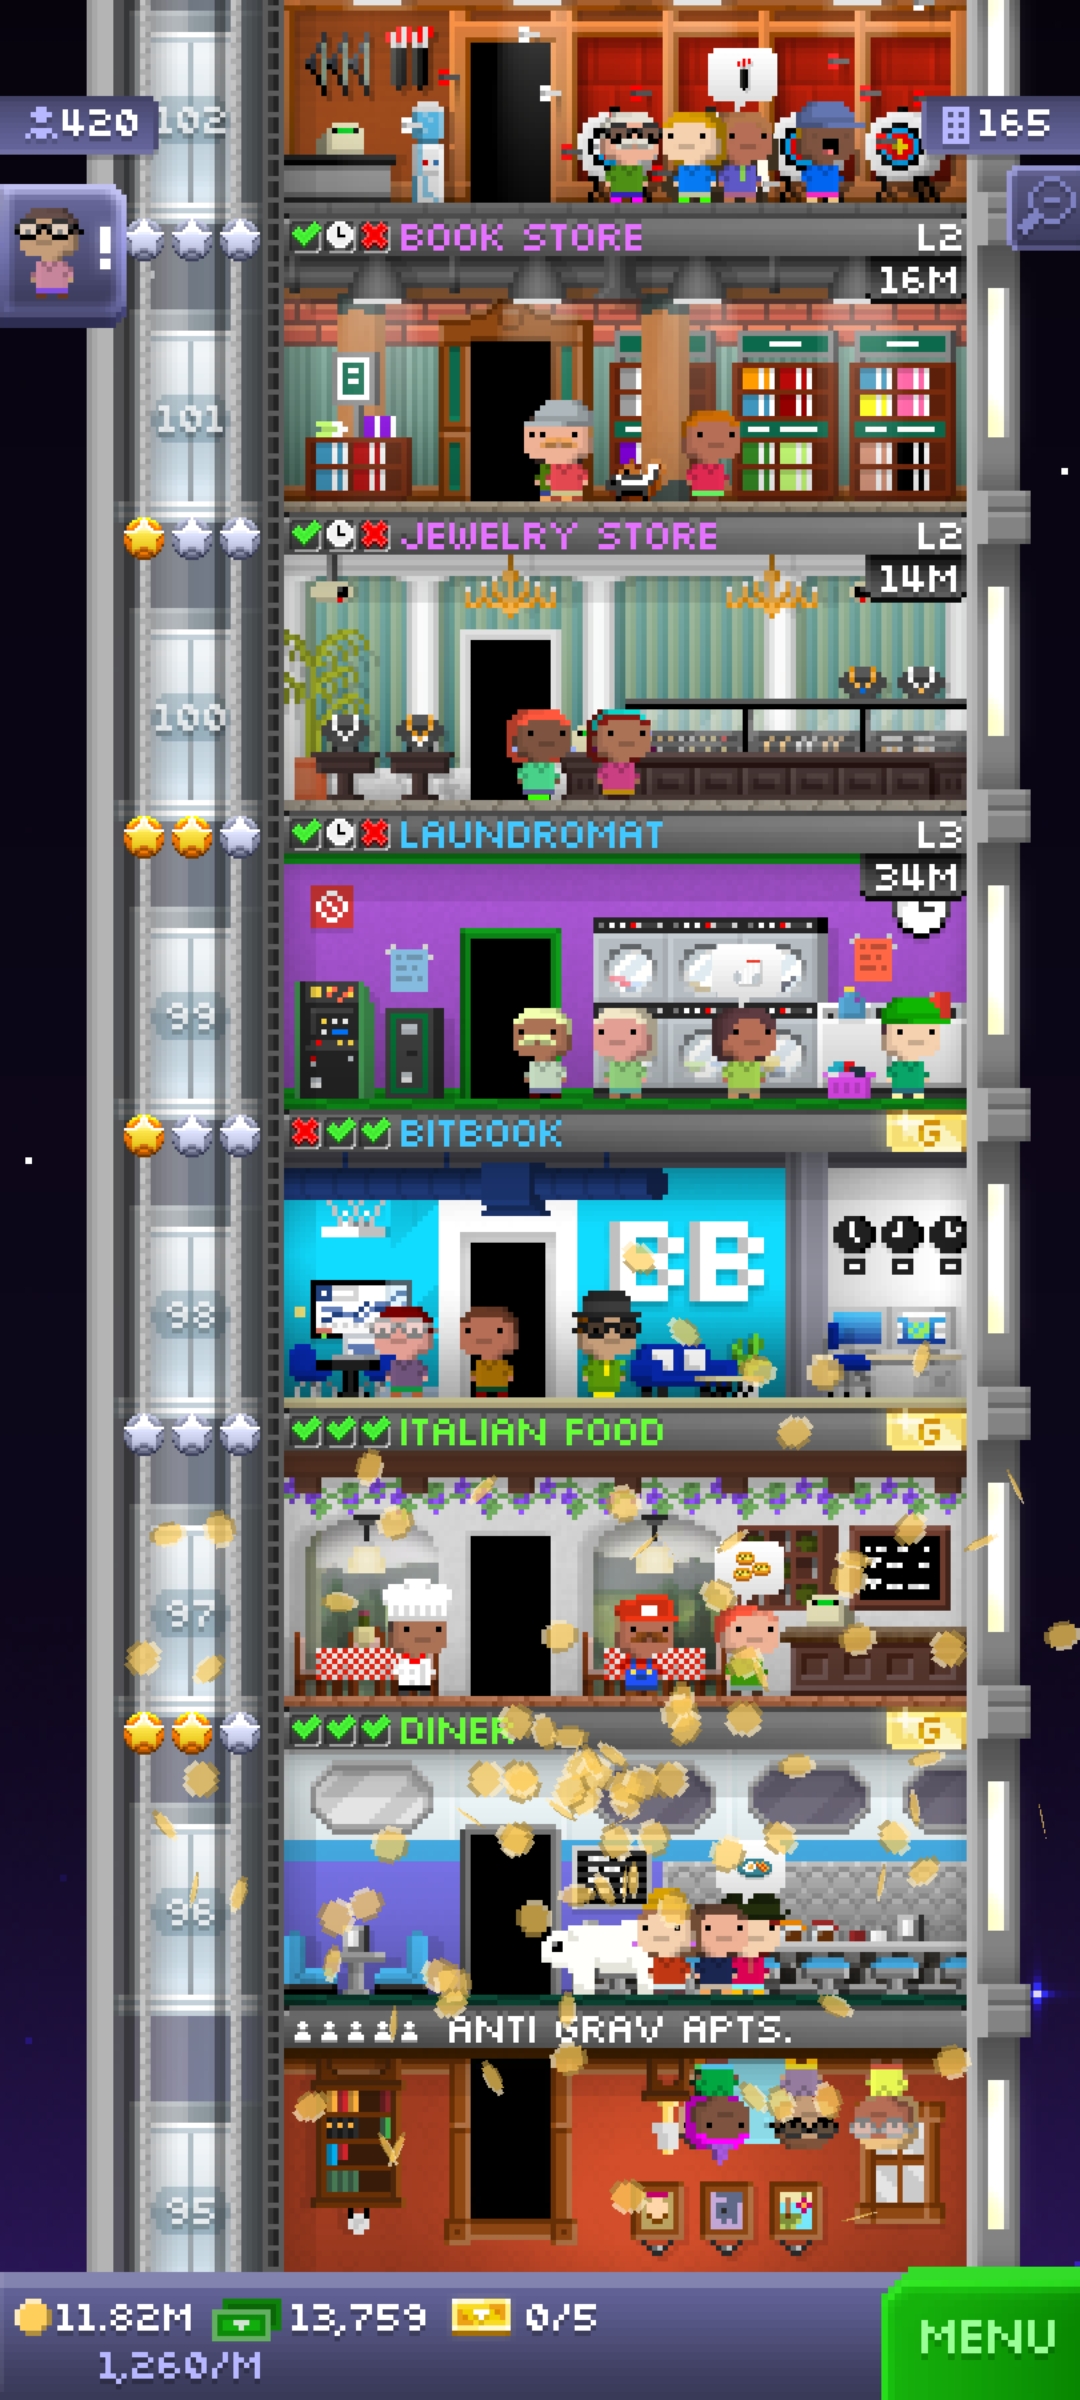 420
102
165
!
BOOK STORE L2
16M
101
JEWELRY STORE L2
14M
100
LAUNDROMAT L3
34M
99
BITBOOK G
BB
98
ITALIAN FOOD G
97
DINER G
96
ANTI GRAV APTS.
95
11.82M 13,759 0/5
1,260/M
MENU